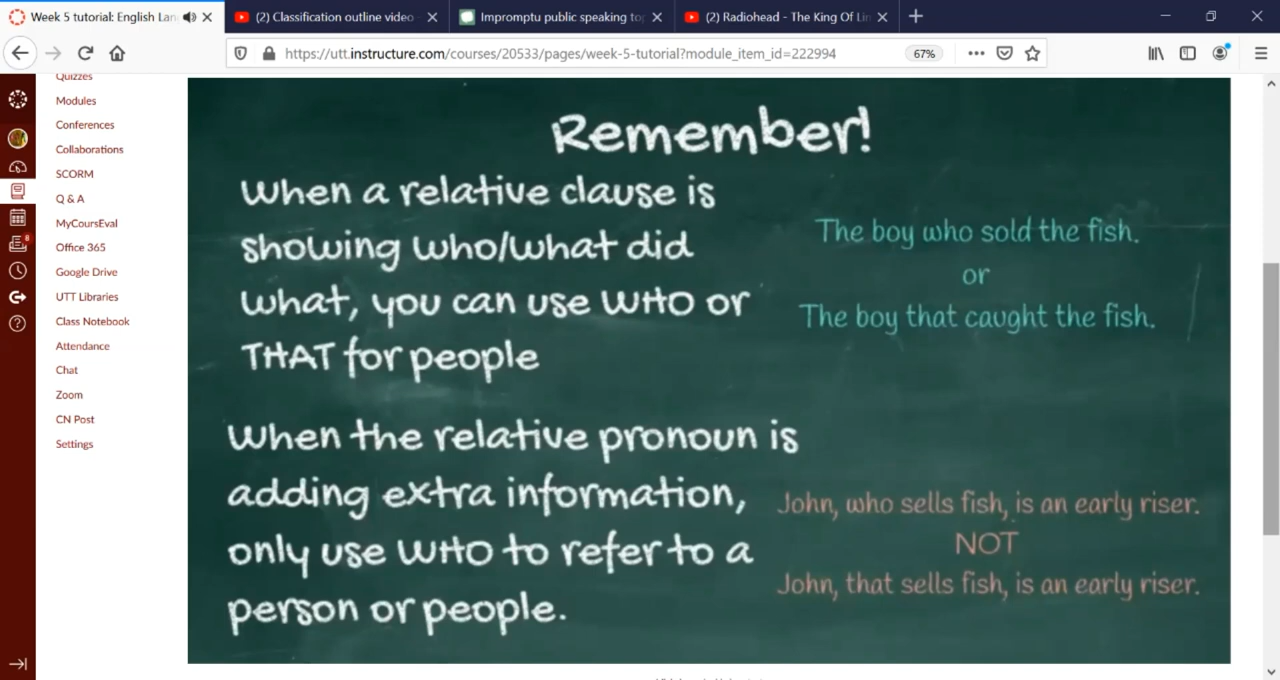 Week 5 tutorial: English Lan
(2) Classification outline video
Impromptu public speaking to
(2) Radiohead - The King Of Li
https://utt.instructure.com/courses/20533/pages/week-5-tutorial?module_item_id=222994
67%
Quizzes
Modules
Conferences
Collaborations
SCORM
Q & A
MyCoursEval
Office 365
Google Drive
UTT Libraries
Class Notebook
Attendance
Chat
Zoom
CN Post
Settings
8
Remember!
When a relative clause is
showing who/what did
what, you can use WHO or
THAT for people
The boy who sold the fish.
or
The boy that caught the fish.
When the relative pronoun is
adding extra information,
only use WHO to refer to a
person or people.
John, who sells fish, is an early riser.
NOT
John, that sells fish, is an early riser.